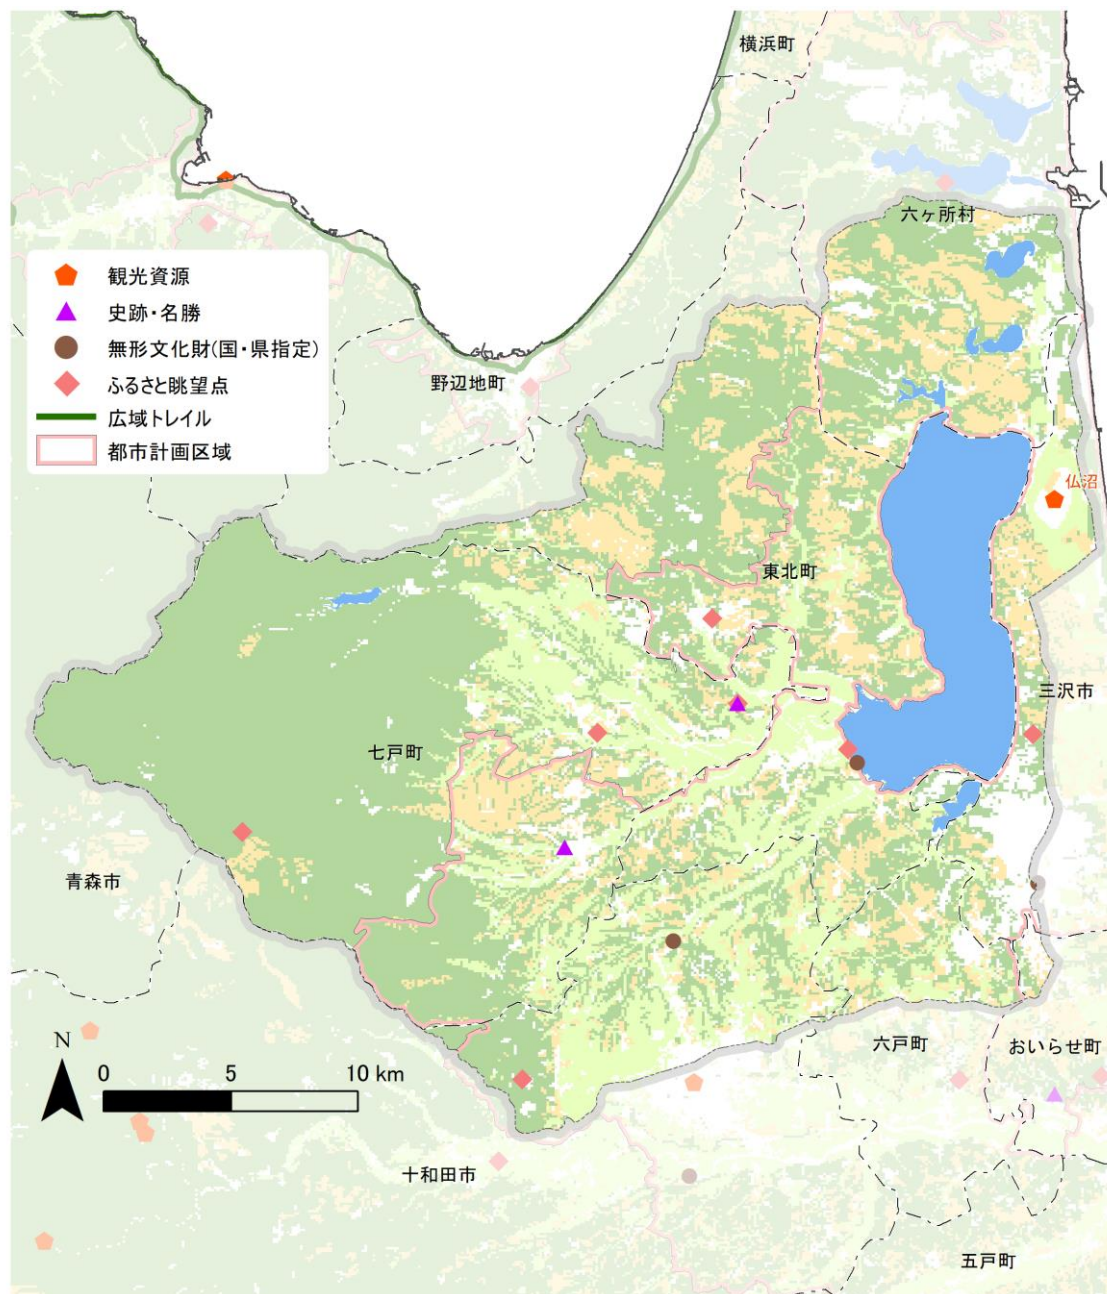 横浜町
六ヶ所村
観光資源
史跡・名勝
無形文化財(国・県指定)
ふるさと眺望点
広域トレイル
都市計画区域
野辺地町
仏沼
東北町
三沢市
七戸町
青森市
N
0 5 10 km
六戸町
おいらせ町
十和田市
五戸町